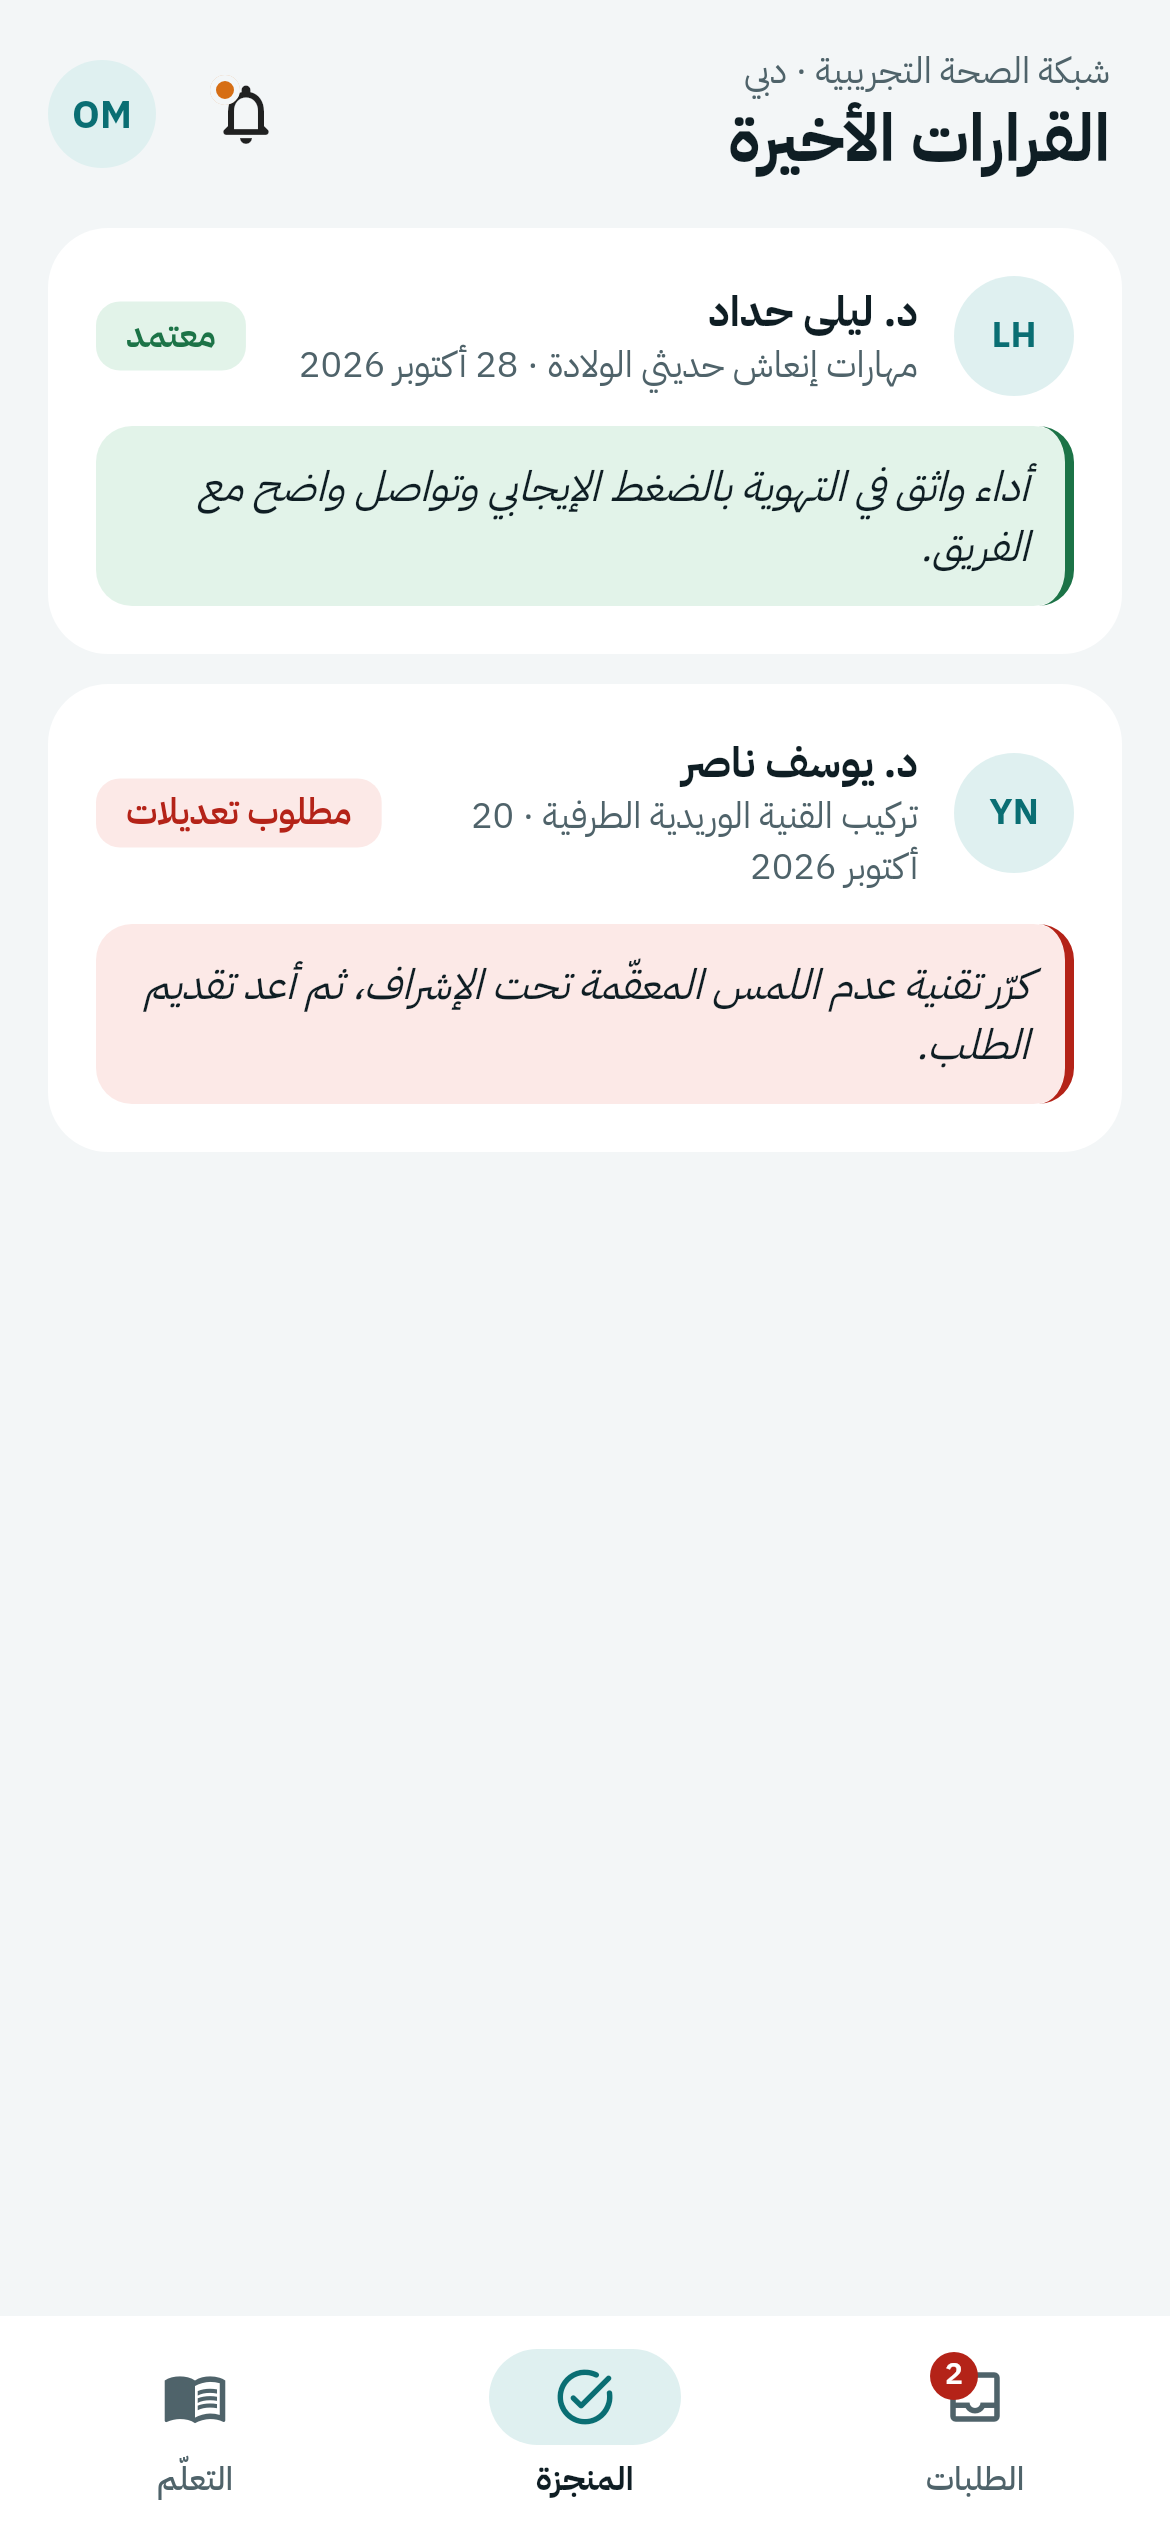 شبكة الصحة التجريبية · دبي
القرارات الأخيرة
OM
LH
د. ليلى حداد
مهارات إنعاش حديثي الولادة · 28 أكتوبر 2026
معتمد
أداء واثق في التهوية بالضغط الإيجابي وتواصل واضح مع
الفريق.
YN
د. يوسف ناصر
تركيب القنية الوريدية الطرفية · 20
أكتوبر 2026
مطلوب تعديلات
كرّر تقنية عدم اللمس المعقّمة تحت الإشراف، ثم أعد تقديم
الطلب.
2
الطلبات
المنجزة
التعلّم